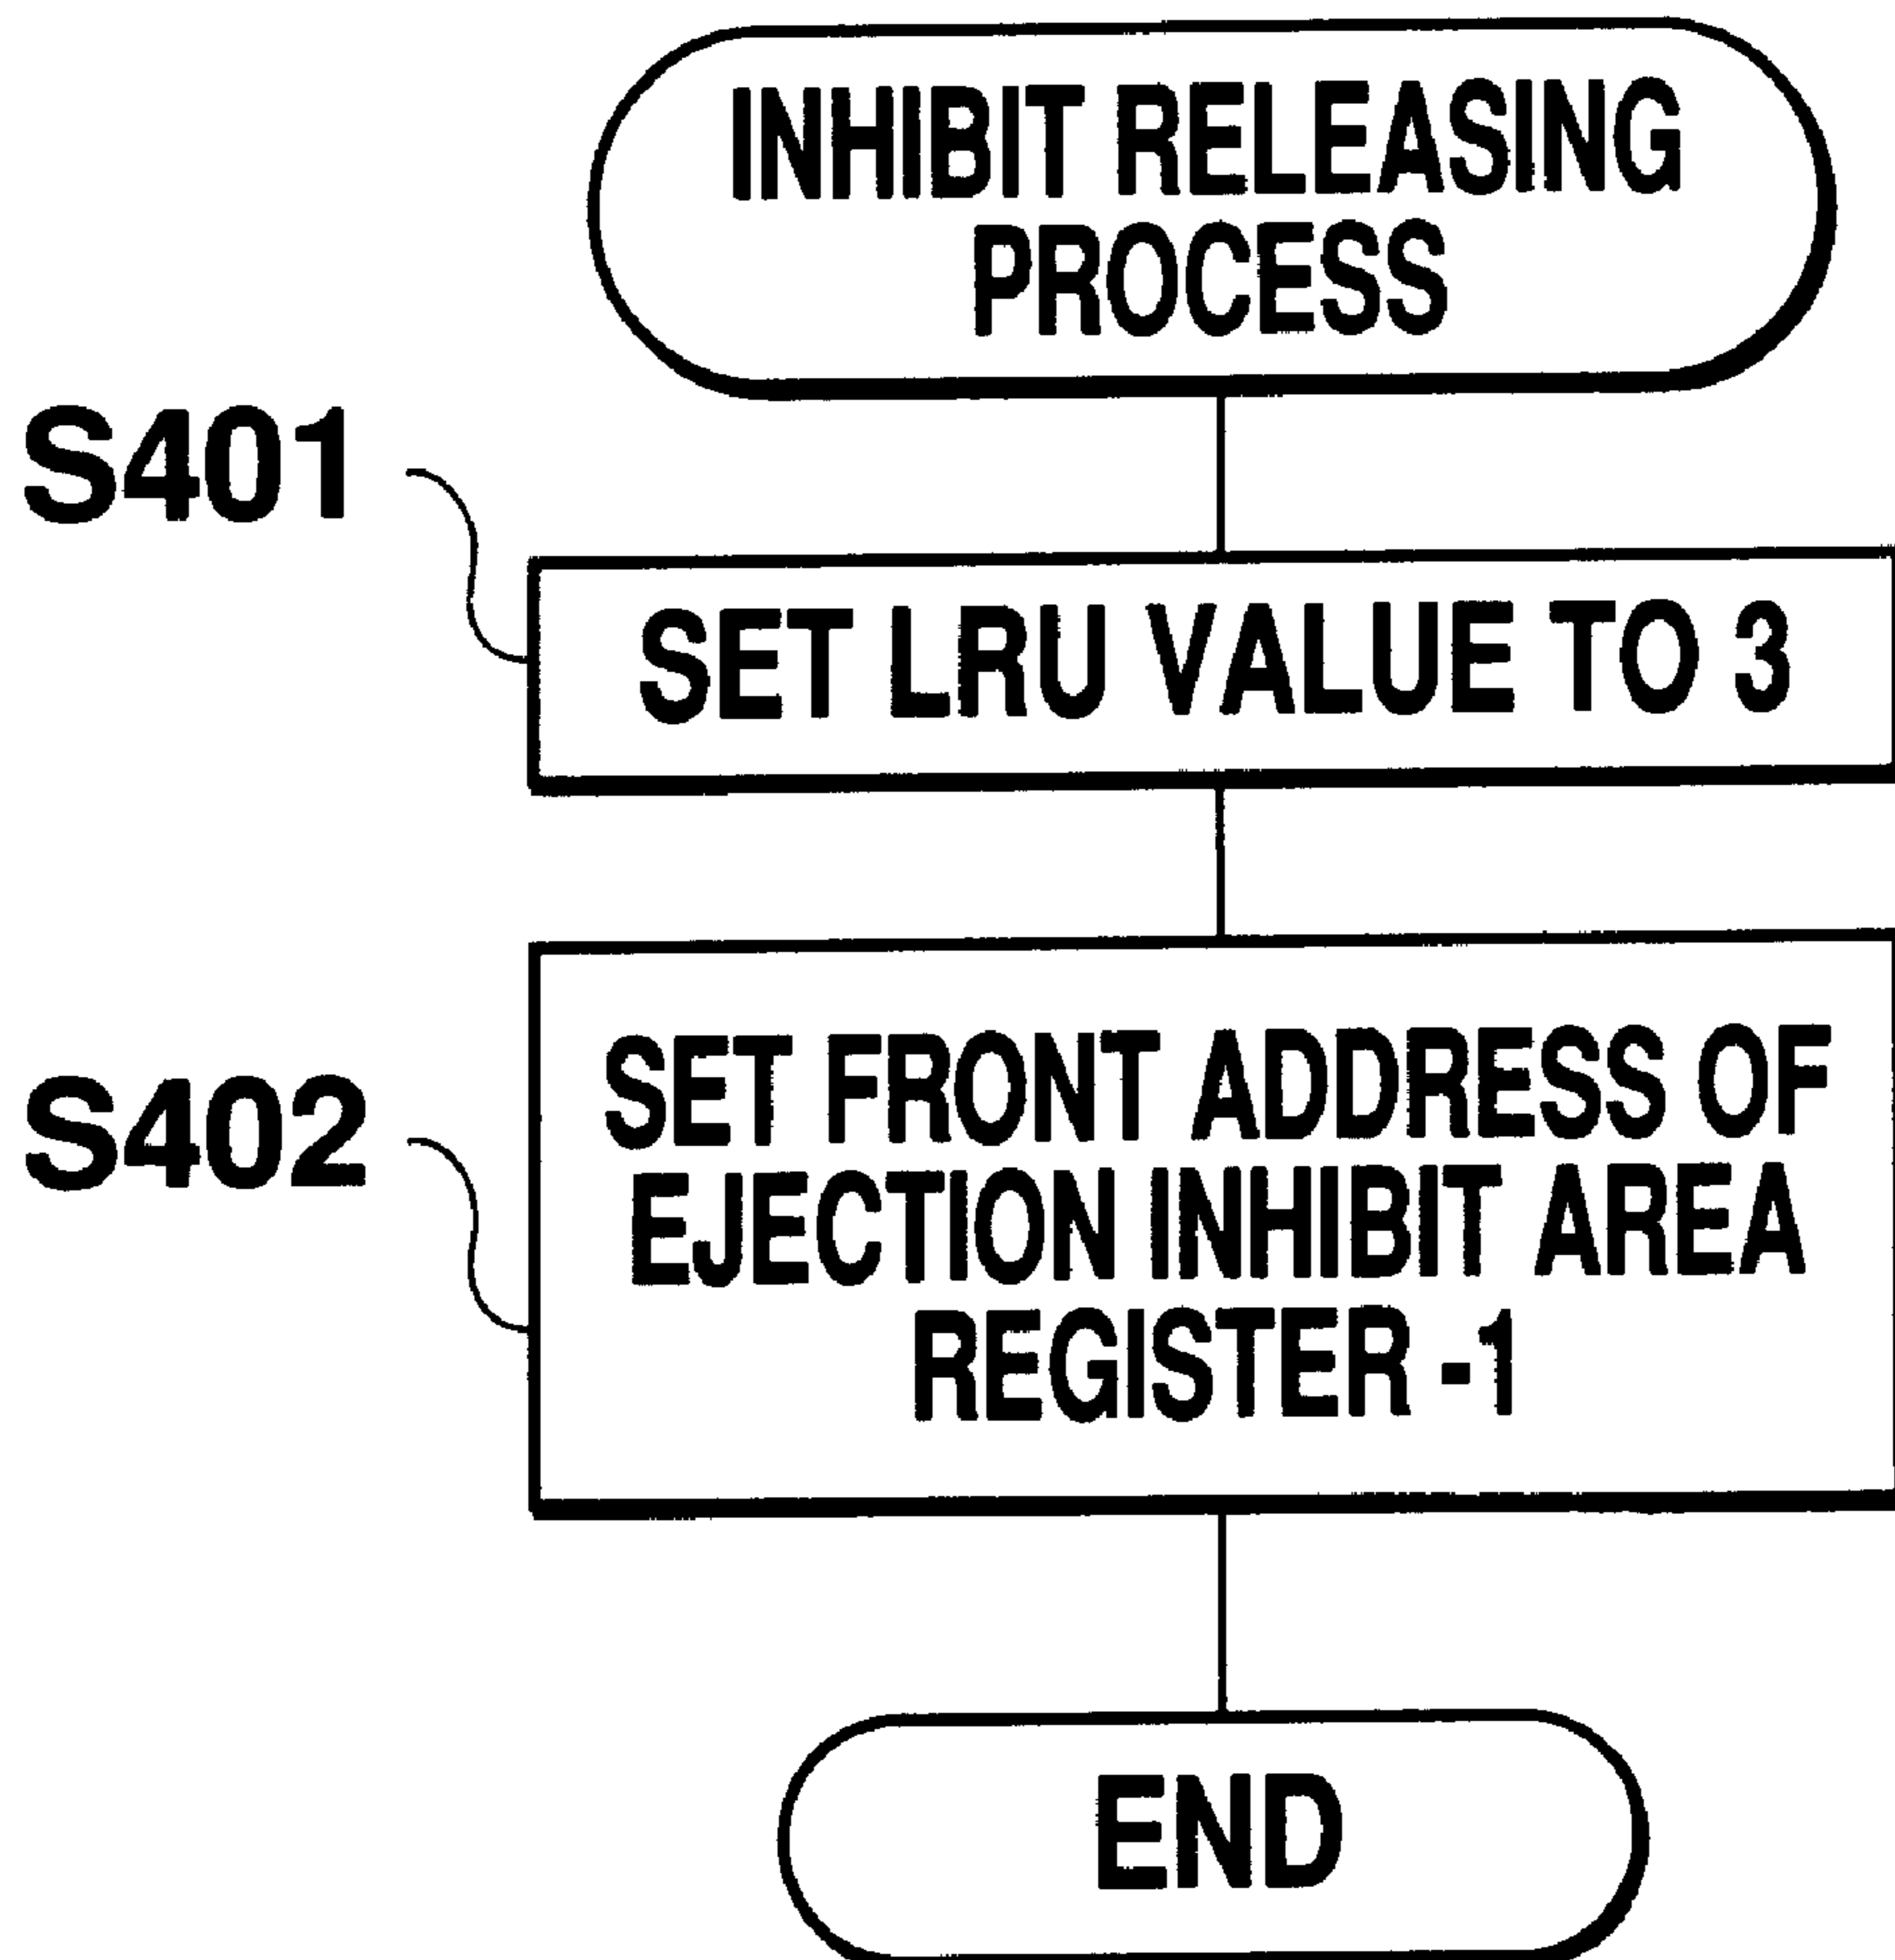 INHIBIT RELEASING
PROCESS
S401
SET LRU VALUE TO 3
S402
SET FRONT ADDRESS OF
EJECTION INHIBIT AREA
REGISTER -1
END